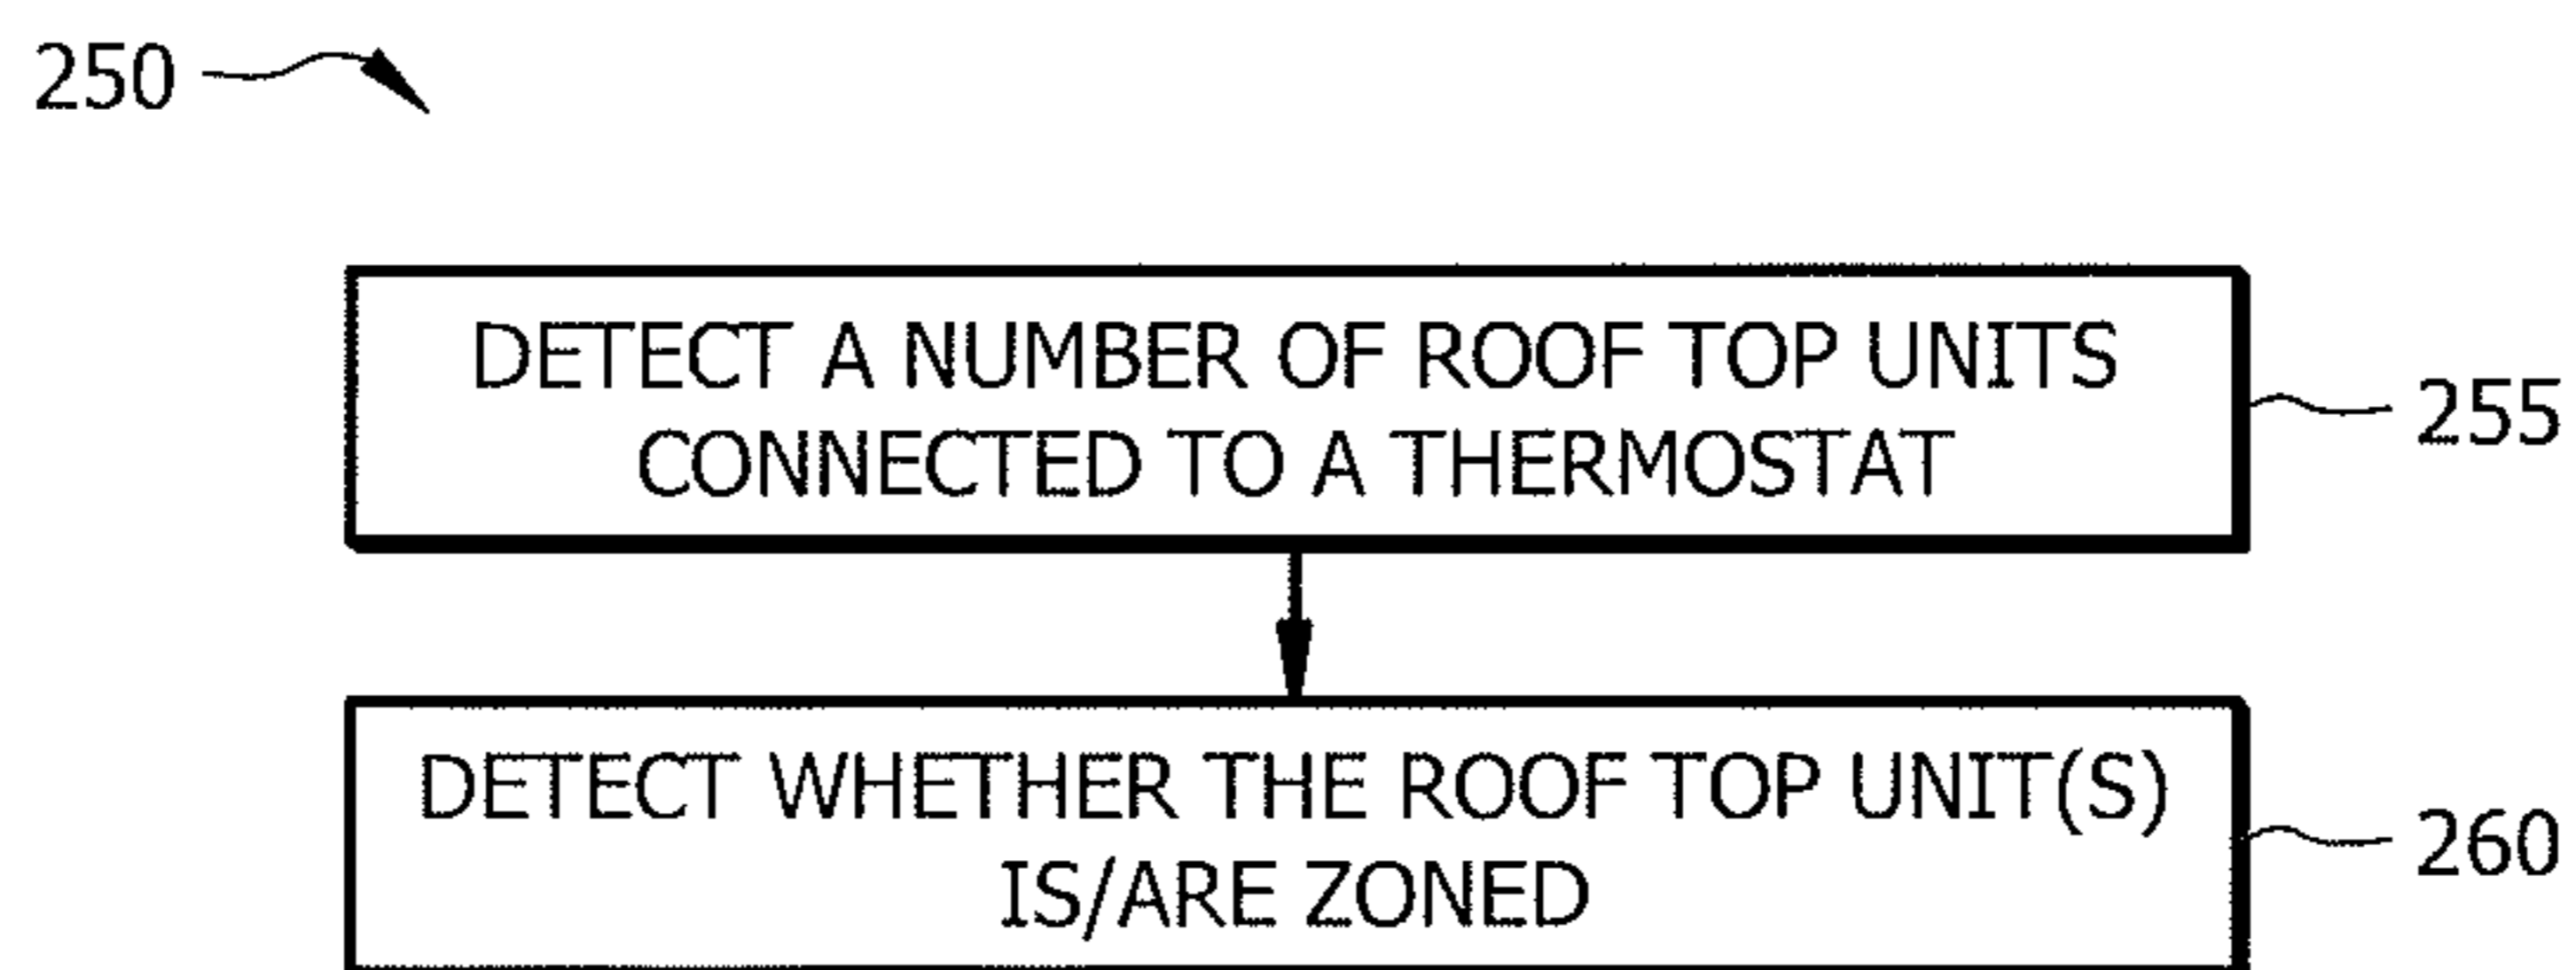 250
DETECT A NUMBER OF ROOF TOP UNITS
CONNECTED TO A THERMOSTAT
255
DETECT WHETHER THE ROOF TOP UNIT(S)
IS/ARE ZONED
260